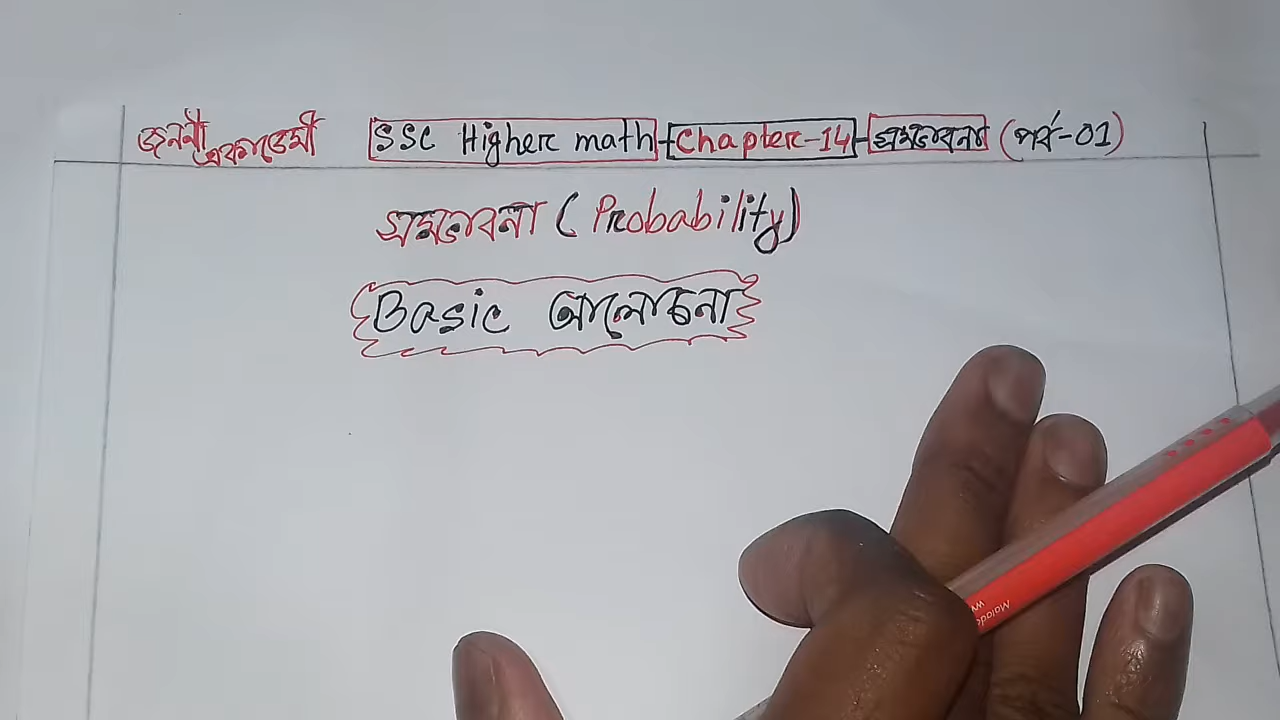 জননী একাডেমী SSC Higher math - Chapter-14 - সম্ভাবনা (পর্ব-01)
সম্ভাবনা (Probability)
Basic আলোচনা